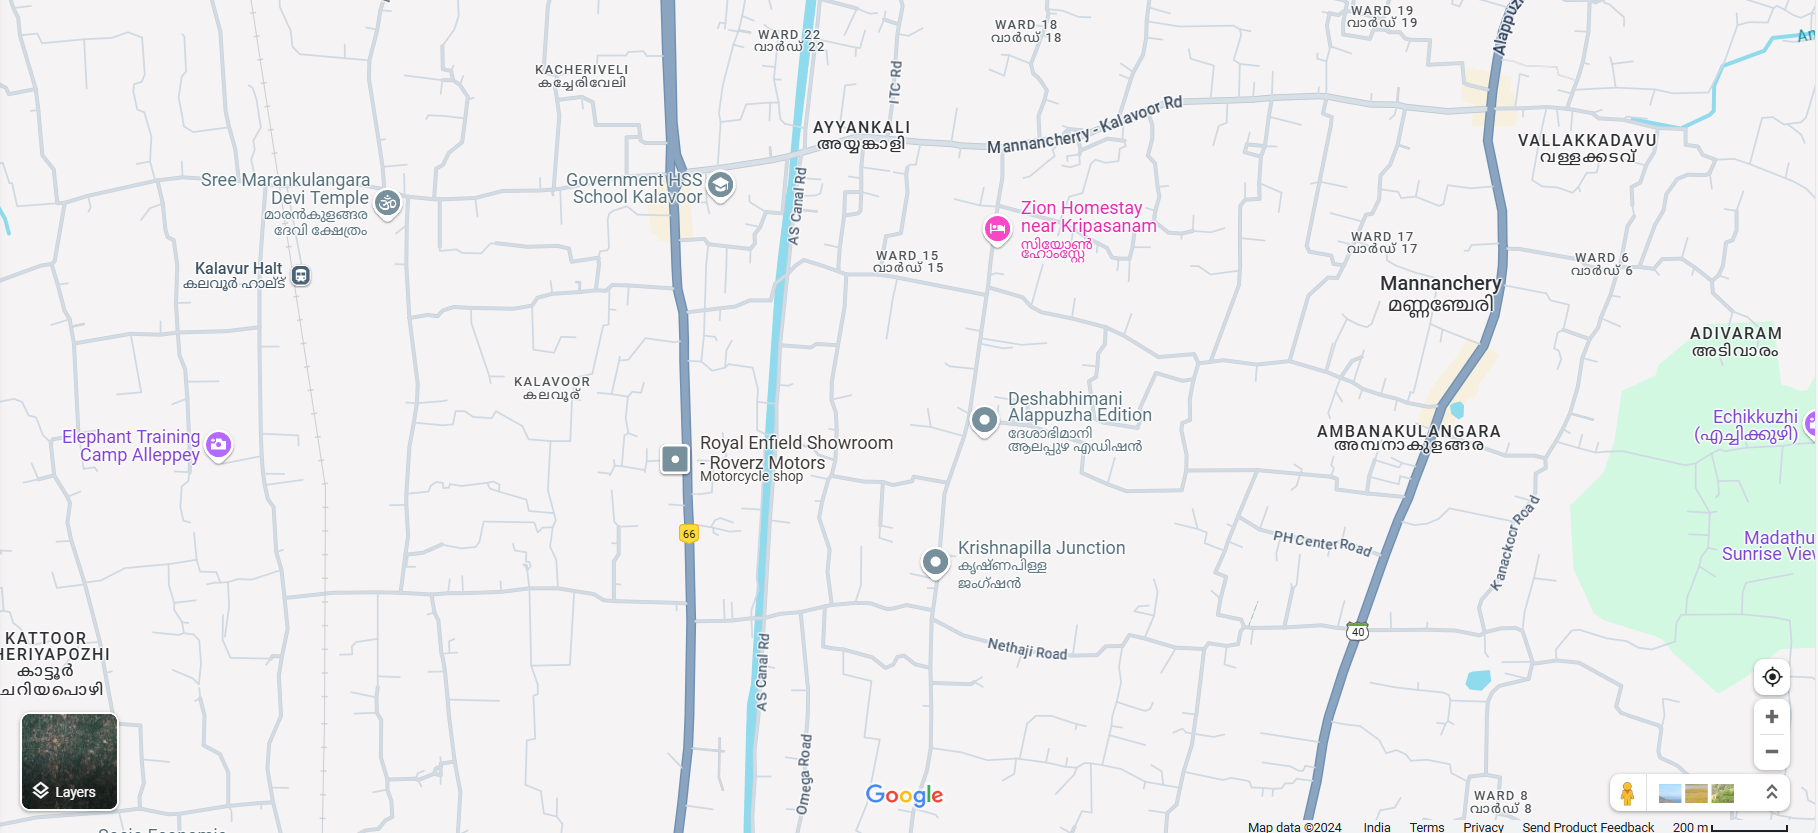 WARD 22
വാർഡ് 22
WARD 18
വാർഡ് 18
WARD 19
വാർഡ് 19
KACHERIVELI
കച്ചേരിവേലി
ITC Rd
AYYANKALI
അയ്യങ്കാളി
Mannancherry - Kalavoor Rd
VALLAKKADAVU
വള്ളക്കടവ്
Sree Marankulangara
Devi Temple
മാരൻകുളങ്ങര
ദേവി ക്ഷേത്രം
Government HSS
School Kalavoor
AS Canal Rd
Zion Homestay
near Kripasanam
സിയോൺ
ഹോംസ്റ്റേ
WARD 15
വാർഡ് 15
WARD 17
വാർഡ് 17
WARD 6
വാർഡ് 6
Kalavur Halt
കലവൂർ ഹാല്ട്
Mannanchery
മണ്ണഞ്ചേരി
ADIVARAM
അടിവാരം
KALAVOOR
കലവൂര്
Deshabhimani
Alappuzha Edition
ദേശാഭിമാനി
ആലപ്പുഴ എഡിഷൻ
Echikkuzhi
(എച്ചിക്കുഴി)
Elephant Training
Camp Alleppey
Royal Enfield Showroom
- Roverz Motors
Motorcycle shop
AMBANAKULANGARA
അമ്പനാകുളങ്ങര
66
PH Center Road
Kanackoor Road
Madathu
Sunrise View
Krishnapilla Junction
കൃഷ്ണപിള്ള
ജംഗ്ഷൻ
40
KATTOOR
HERIYAPOZHI
കാട്ടൂർ
ചെറിയപൊഴി
Nethaji Road
AS Canal Rd
Omega Road
Layers
Google
WARD 8
വാർഡ് 8
Map data ©2024 India Terms Privacy Send Product Feedback 200 m